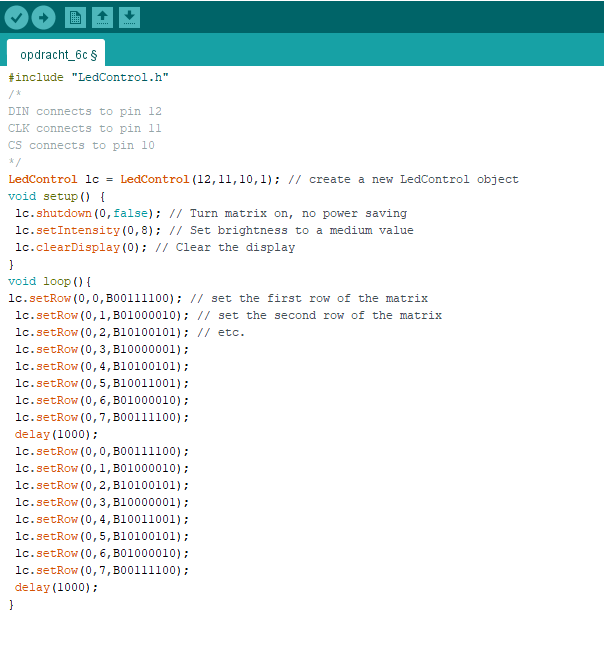 opdracht_6c §
#include "LedControl.h"
/*
DIN connects to pin 12
CLK connects to pin 11
CS connects to pin 10
*/
LedControl lc = LedControl(12,11,10,1); // create a new LedControl object
void setup() {
 lc.shutdown(0,false); // Turn matrix on, no power saving
 lc.setIntensity(0,8); // Set brightness to a medium value
 lc.clearDisplay(0); // Clear the display
}
void loop(){
lc.setRow(0,0,B00111100); // set the first row of the matrix
 lc.setRow(0,1,B01000010); // set the second row of the matrix
 lc.setRow(0,2,B10100101); // etc.
 lc.setRow(0,3,B10000001);
 lc.setRow(0,4,B10100101);
 lc.setRow(0,5,B10011001);
 lc.setRow(0,6,B01000010);
 lc.setRow(0,7,B00111100);
 delay(1000);
 lc.setRow(0,0,B00111100);
 lc.setRow(0,1,B01000010);
 lc.setRow(0,2,B10100101);
 lc.setRow(0,3,B10000001);
 lc.setRow(0,4,B10011001);
 lc.setRow(0,5,B10100101);
 lc.setRow(0,6,B01000010);
 lc.setRow(0,7,B00111100);
 delay(1000);
}